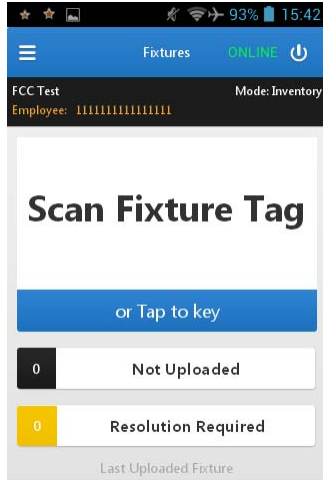 93% 15:42
Fixtures ONLINE
FCC Test Mode: Inventory
Employee: 1111111111111111
Scan Fixture Tag
or Tap to key
0 Not Uploaded
0 Resolution Required
Last Uploaded Fixture